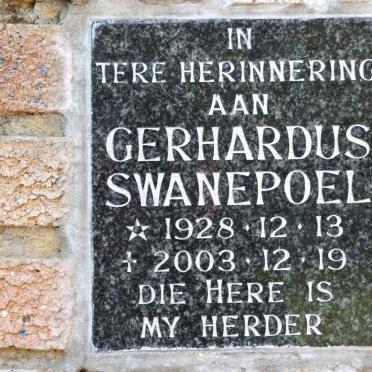 IN
TERE HERINNERING
AAN
GERHARDUS
SWANEPOEL
☆ 1928·12·13
✝ 2003·12·19
DIE HERE IS
MY HERDER